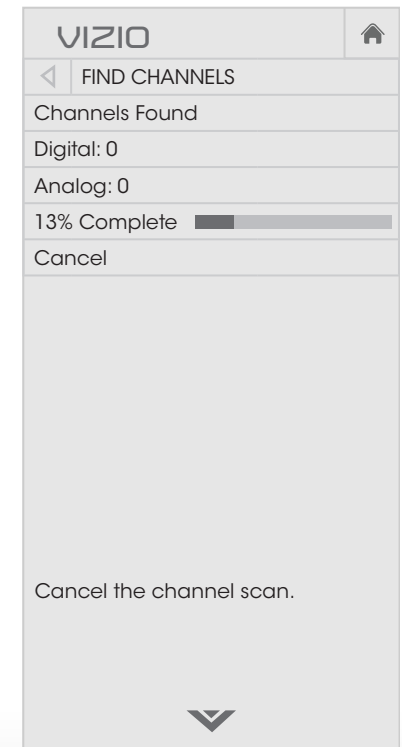 VIZIO
FIND CHANNELS
Channels Found
Digital: 0
Analog: 0
13% Complete
Cancel
Cancel the channel scan.